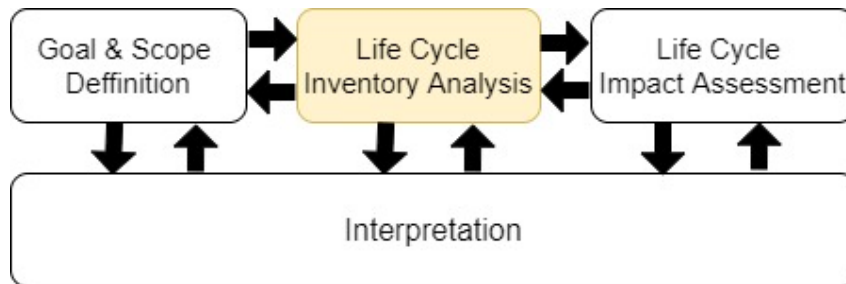 Goal & Scope
Deffinition
Life Cycle
Inventory Analysis
Life Cycle
Impact Assessment
Interpretation